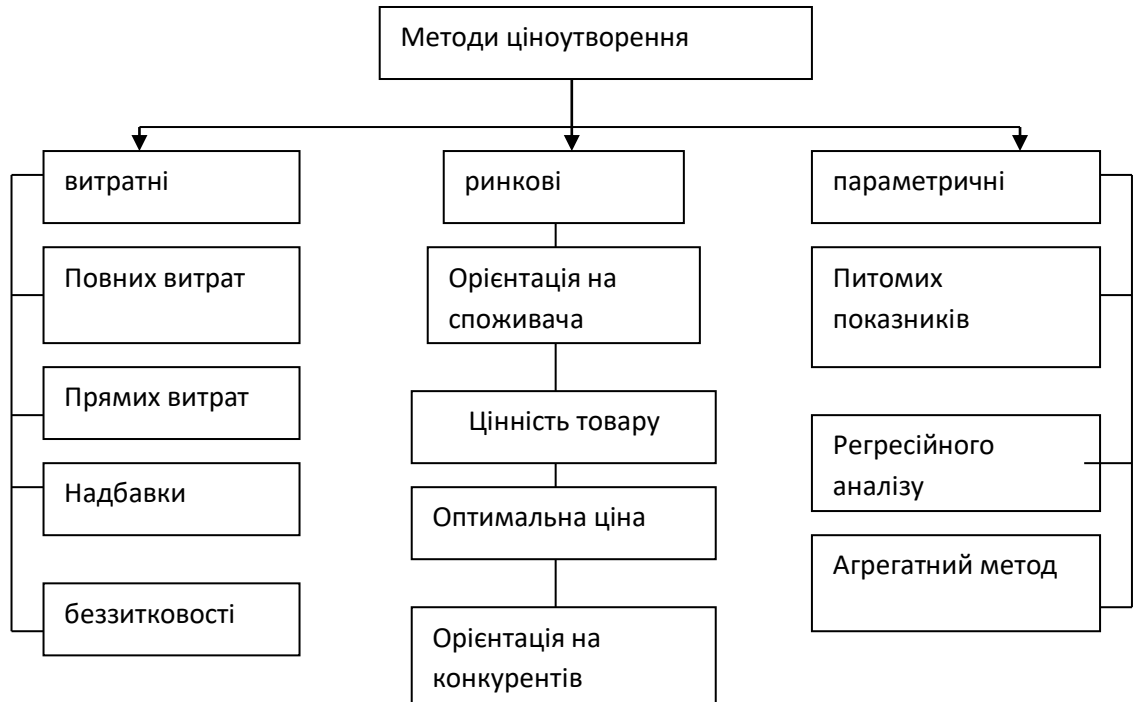 Методи ціноутворення
витратні
Повних витрат
Прямих витрат
Надбавки
беззитковості
ринкові
Орієнтація на
споживача
Цінність товару
Оптимальна ціна
Орієнтація на
конкурентів
параметричні
Питомих
показників
Регресійного
аналізу
Агрегатний метод